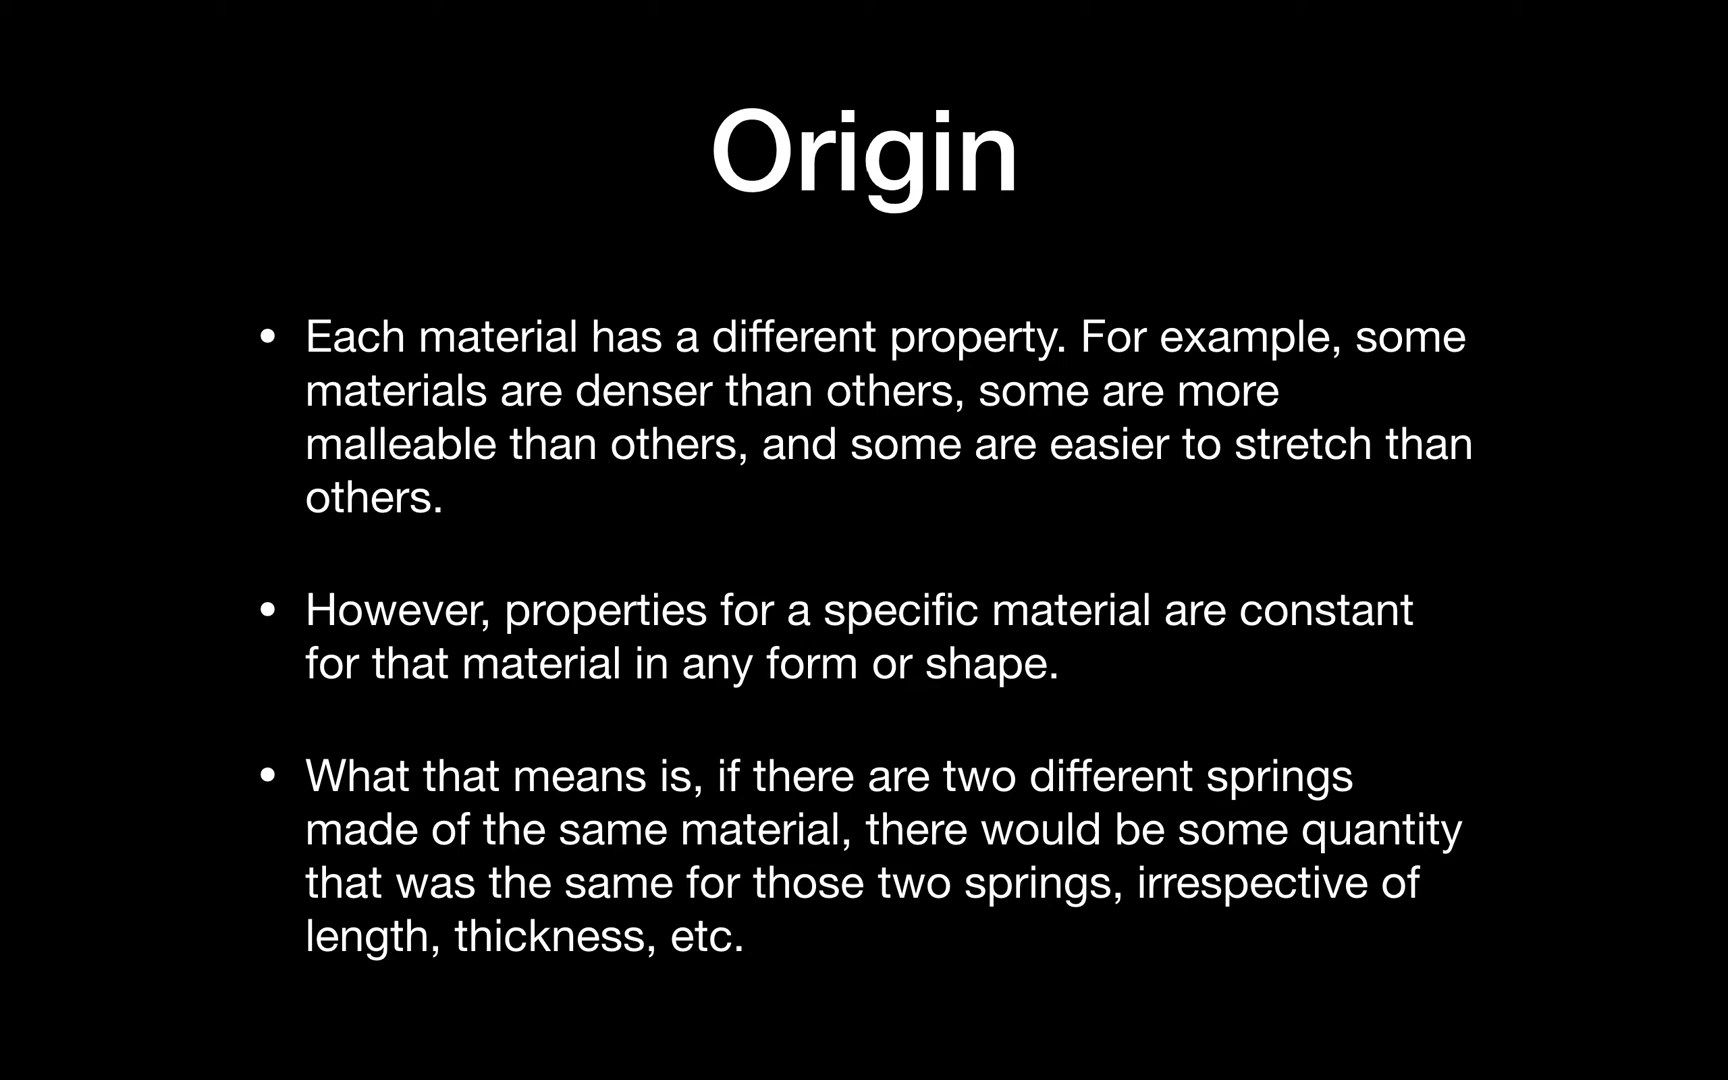 Origin
• Each material has a different property. For example, some
materials are denser than others, some are more
malleable than others, and some are easier to stretch than
others.
• However, properties for a specific material are constant
for that material in any form or shape.
• What that means is, if there are two different springs
made of the same material, there would be some quantity
that was the same for those two springs, irrespective of
length, thickness, etc.